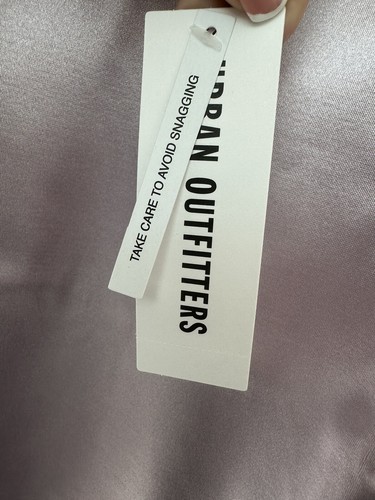 TAKE CARE TO AVOID SNAGGING
URBAN OUTFITTERS